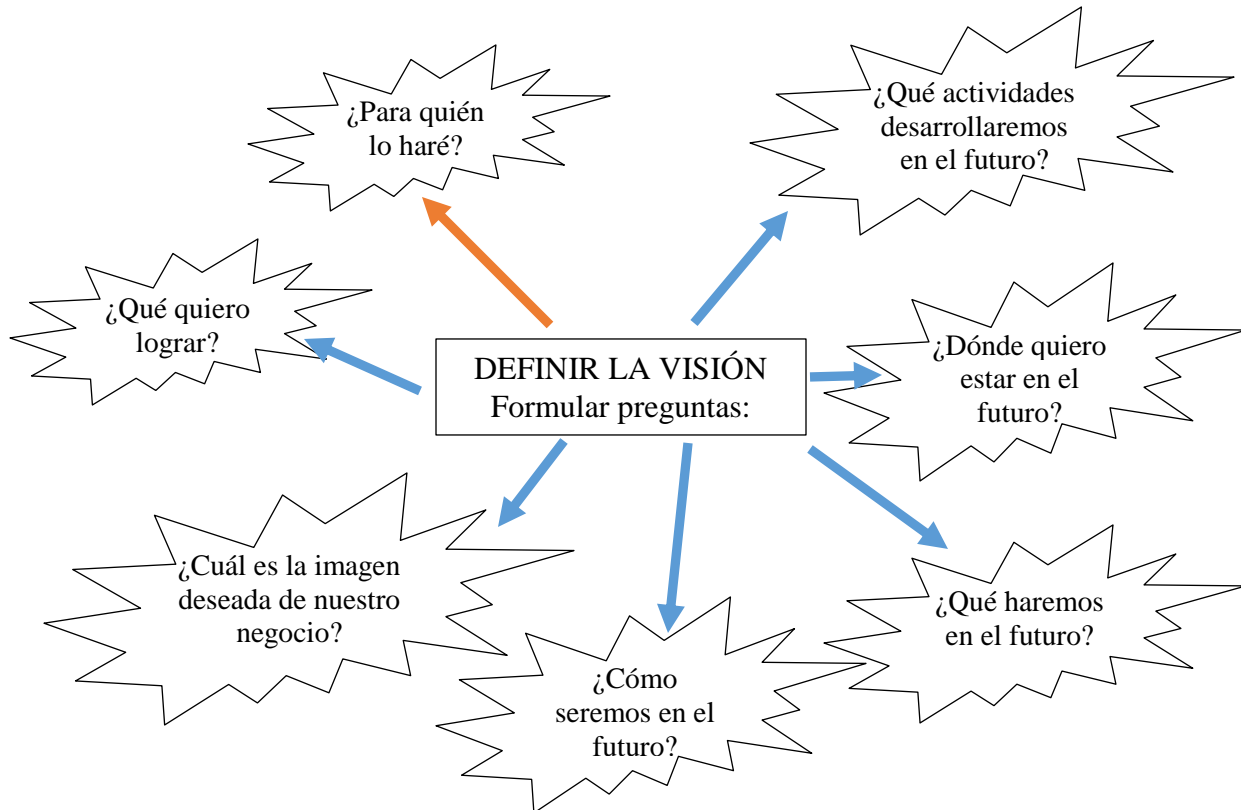 ¿Para quién
lo haré?
¿Qué actividades
desarrollaremos
en el futuro?
¿Qué quiero
lograr?
DEFINIR LA VISIÓN
Formular preguntas:
¿Dónde quiero
estar en el
futuro?
¿Cuál es la imagen
deseada de nuestro
negocio?
¿Cómo
seremos en el
futuro?
¿Qué haremos
en el futuro?